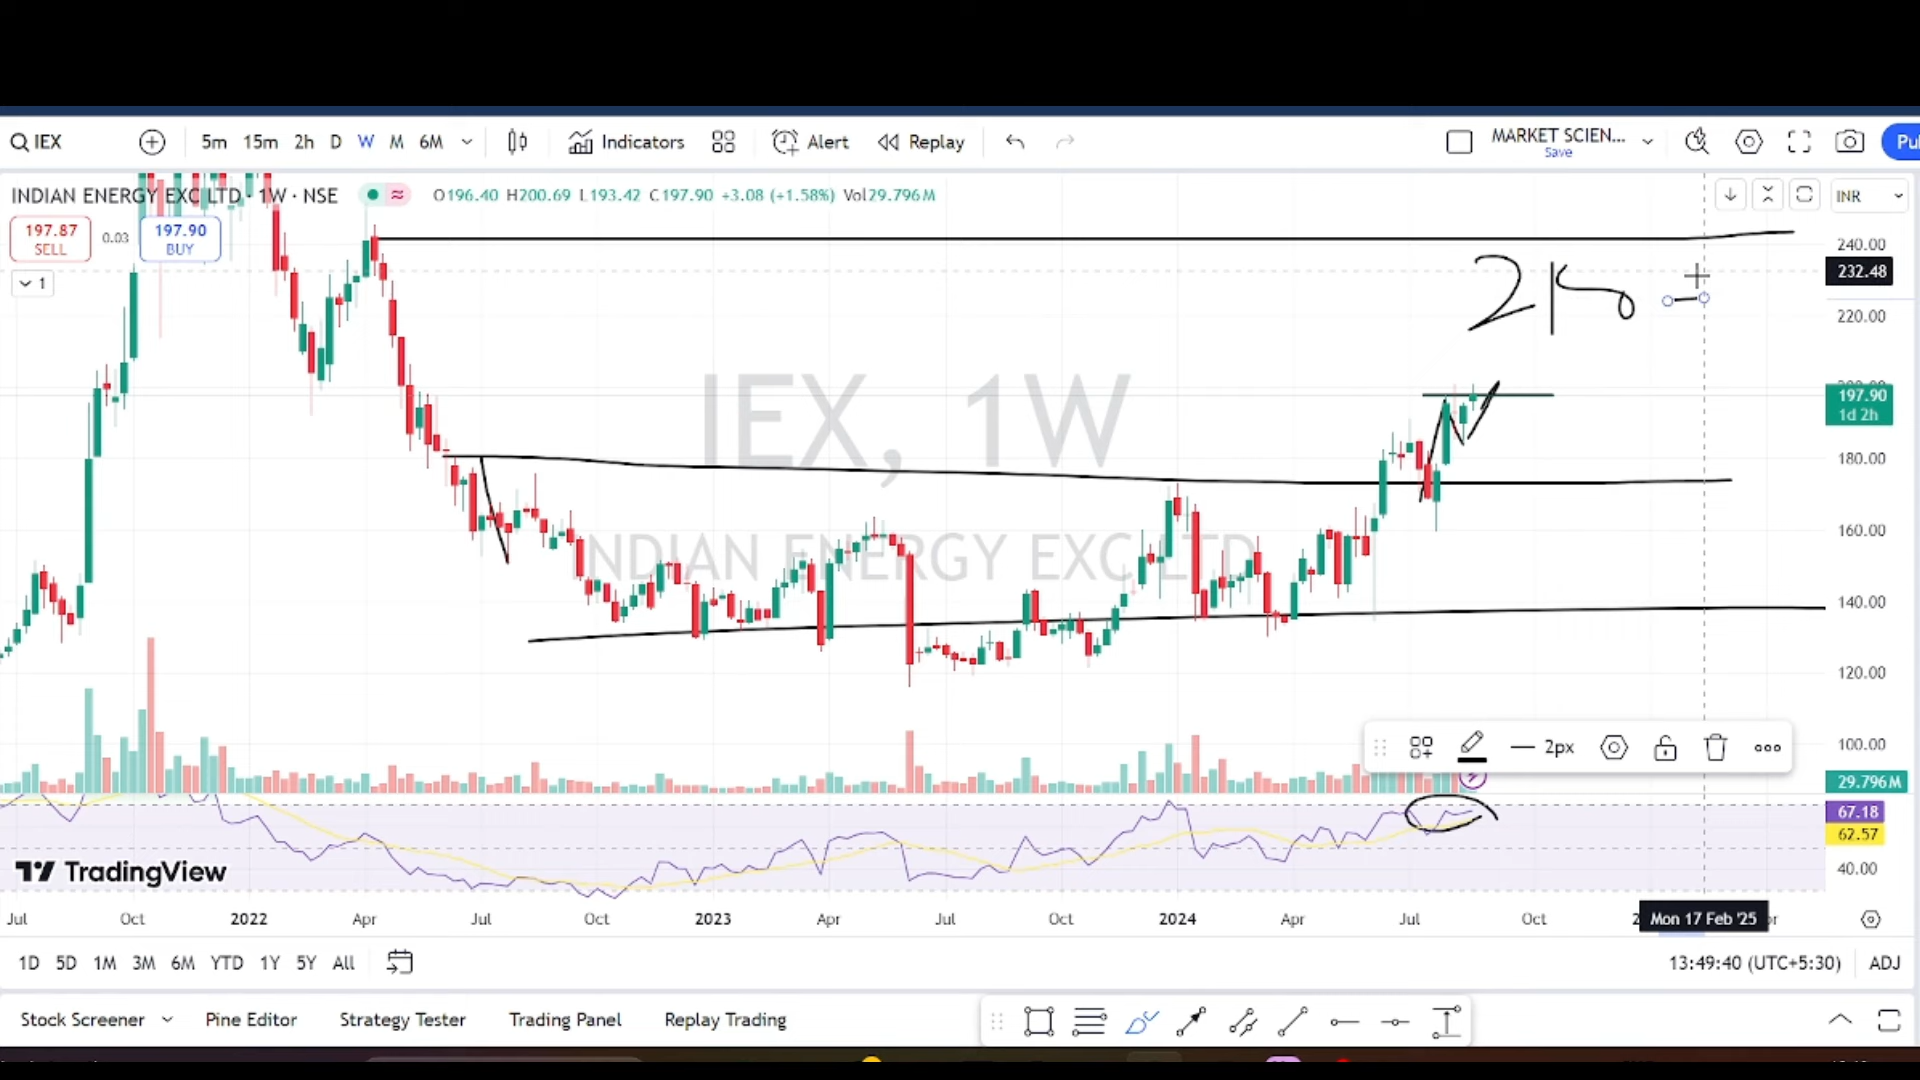 IEX 5m 15m 2h D W M 6M Indicators Alert Replay MARKET SCIEN... Save Pu
INDIAN ENERGY EXC LTD · 1W · NSE O196.40 H200.69 L193.42 C197.90 +3.08 (+1.58%) Vol29.796M INR
197.87 SELL 0.03 197.90 BUY
1
240.00
232.48
220.00
197.90
1d 2h
180.00
160.00
140.00
120.00
100.00
29.796M
67.18
62.57
40.00
IEX, 1W
INDIAN ENERGY EXC LTD
2px
TradingView
Jul Oct 2022 Apr Jul Oct 2023 Apr Jul Oct 2024 Apr Jul Oct Mon 17 Feb '25
1D 5D 1M 3M 6M YTD 1Y 5Y All 13:49:40 (UTC+5:30) ADJ
Stock Screener Pine Editor Strategy Tester Trading Panel Replay Trading